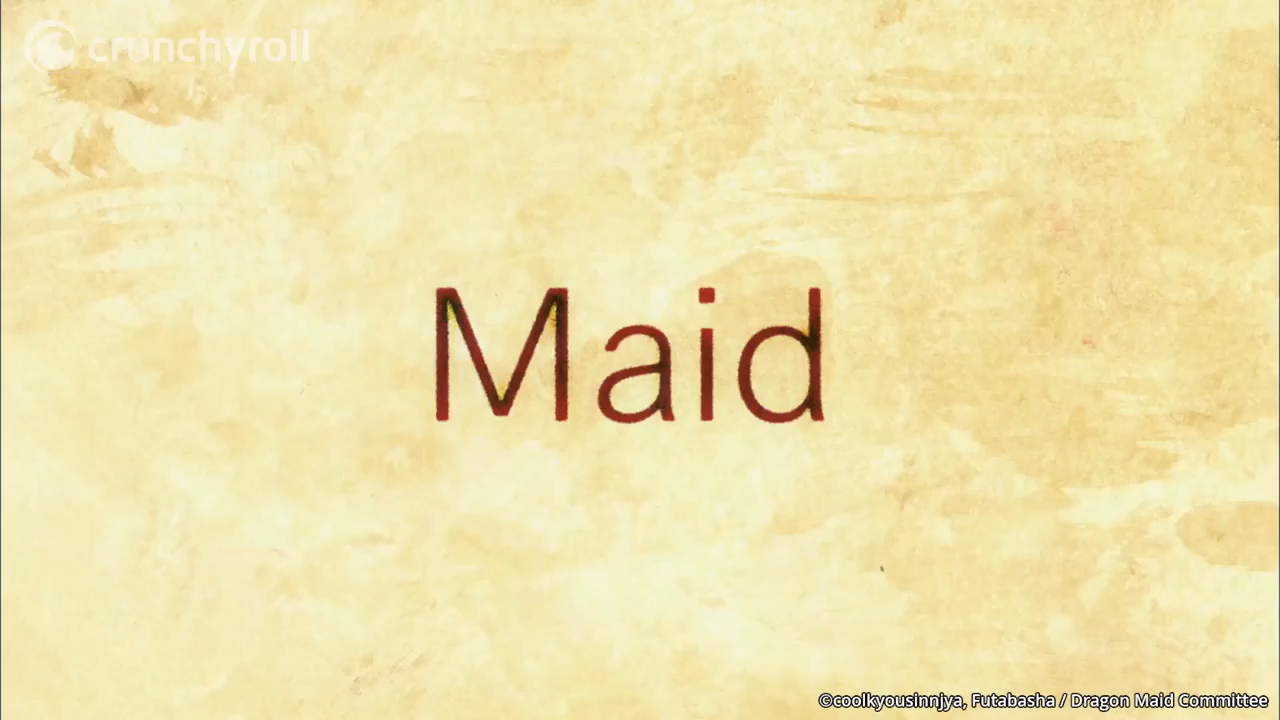 crunchyroll
Maid
©coolkyousinnjya, Futabasha / Dragon Maid Committee